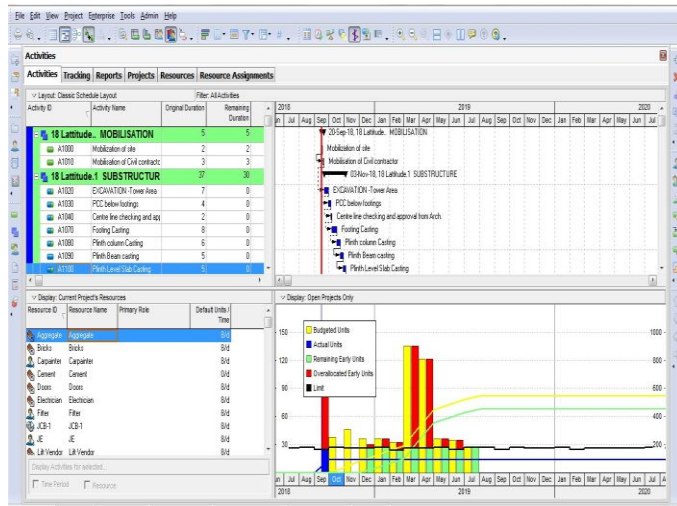 File Edit View Project Enterprise Tools Admin Help
Activities
Activities Tracking Reports Projects Resources Resource Assignments
Layout: Classic Schedule Layout Filter: All Activities
Activity ID Activity Name Original Duration Remaining Duration
18 Lattitude.. MOBILISATION 5 5
A1000 Mobilization of site 2 2
A1010 Mobilisation of Civil contractc 3 3
18 Lattitude.1 SUBSTRUCTUR 37 30
A1020 EXCAVATION -Tower Area 7 0
A1030 PCC below footings 4 0
A1040 Centre line checking and app 2 0
A1070 Footing Casting 8 0
A1080 Plinth column Casting 6 0
A1090 Plinth Beam casting 5 0
A1100 Plinth Level Slab Casting 5 0
2018 2019 2020
un Jul Aug Sep Oct Nov Dec Jan Feb Mar Apr May Jun Jul Aug Sep Oct Nov Dec Jan Feb Mar Apr May Jun Jul
20-Sep-18, 18 Lattitude.. MOBILISATION
Mobilization of site
Mobilisation of Civil contractor
03-Nov-18, 18 Lattitude.1 SUBSTRUCTURE
EXCAVATION -Tower Area
PCC below footings
Centre line checking and approval from Arch.
Footing Casting
Plinth column Casting
Plinth Beam casting
Plinth Level Slab Casting
Display: Current Project's Resources
Resource ID Resource Name Primary Role Default Units / Time
Aggregate Aggregate 8/d
Bricks Bricks 8/d
Carpainter Carpainter 8/d
Cement Cement
Doors Doors 8/d
Electrician Electrician 8/d
Fitter Fitter 8/d
JCB-1 JCB-1 8/d
JE JE 8/d
Lift Vendor Lift Vendor 8/d
Display Activities for selected...
Time Period Resource
Display: Open Projects Only
Budgeted Units
Actual Units
Remaining Early Units
Overallocated Early Units
Limit
150
120
90
60
30
1000
800
600
400
200
un Jul Aug Sep Oct Nov Dec Jan Feb Mar Apr May Jun Jul Aug Sep Oct Nov Dec Jan Feb Mar Apr May Jun Jul A
2018 2019